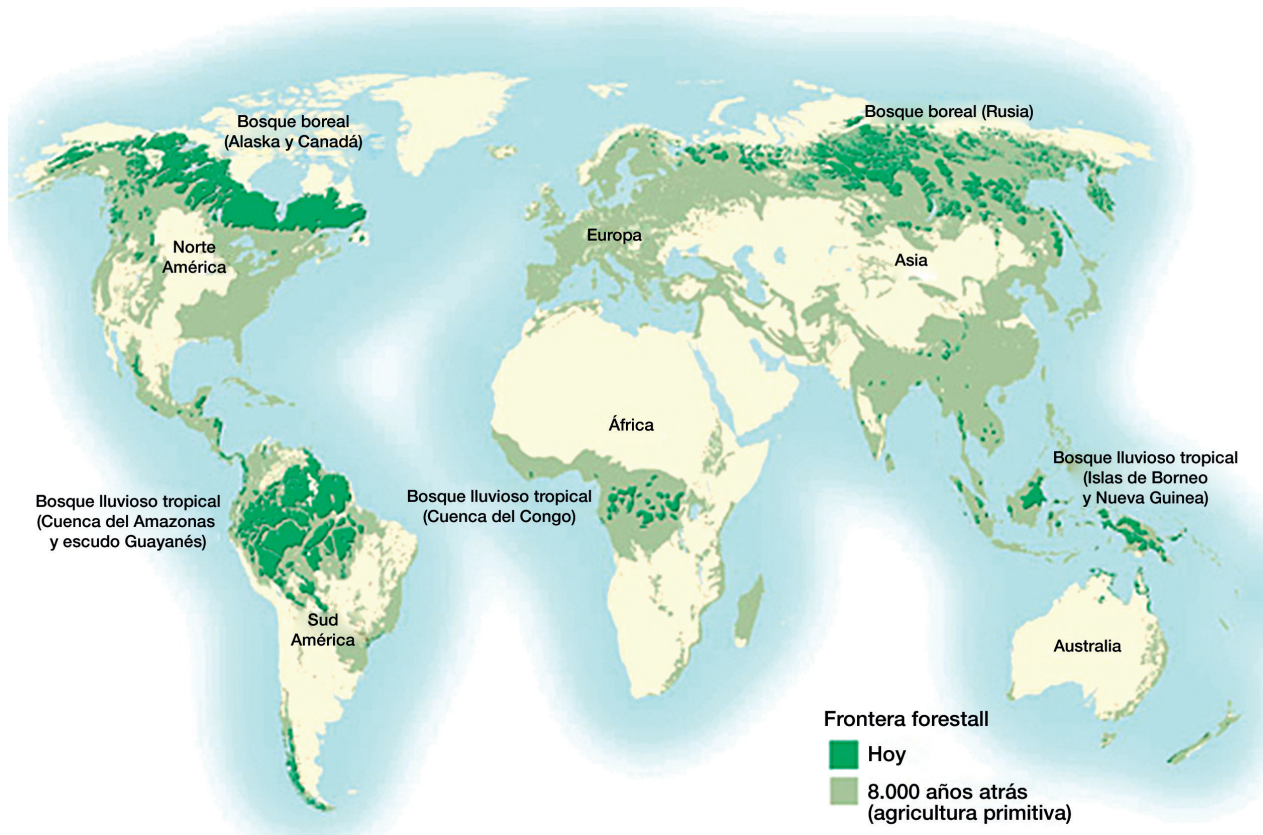 Bosque boreal
(Alaska y Canadá)
Bosque boreal (Rusia)
Norte
América
Europa
Asia
África
Bosque lluvioso tropical
(Cuenca del Amazonas
y escudo Guayanés)
Bosque lluvioso tropical
(Cuenca del Congo)
Bosque lluvioso tropical
(Islas de Borneo
y Nueva Guinea)
Sud
América
Australia
Frontera forestall
Hoy
8.000 años atrás
(agricultura primitiva)